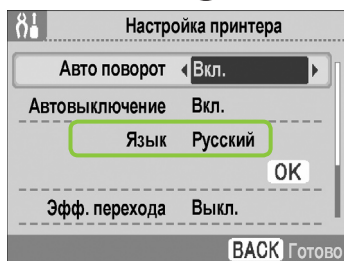 Настройка принтера
Авто поворот Вкл.
Автовыключение Вкл.
Язык Русский
OK
Эфф. перехода Выкл.
BACK Готово